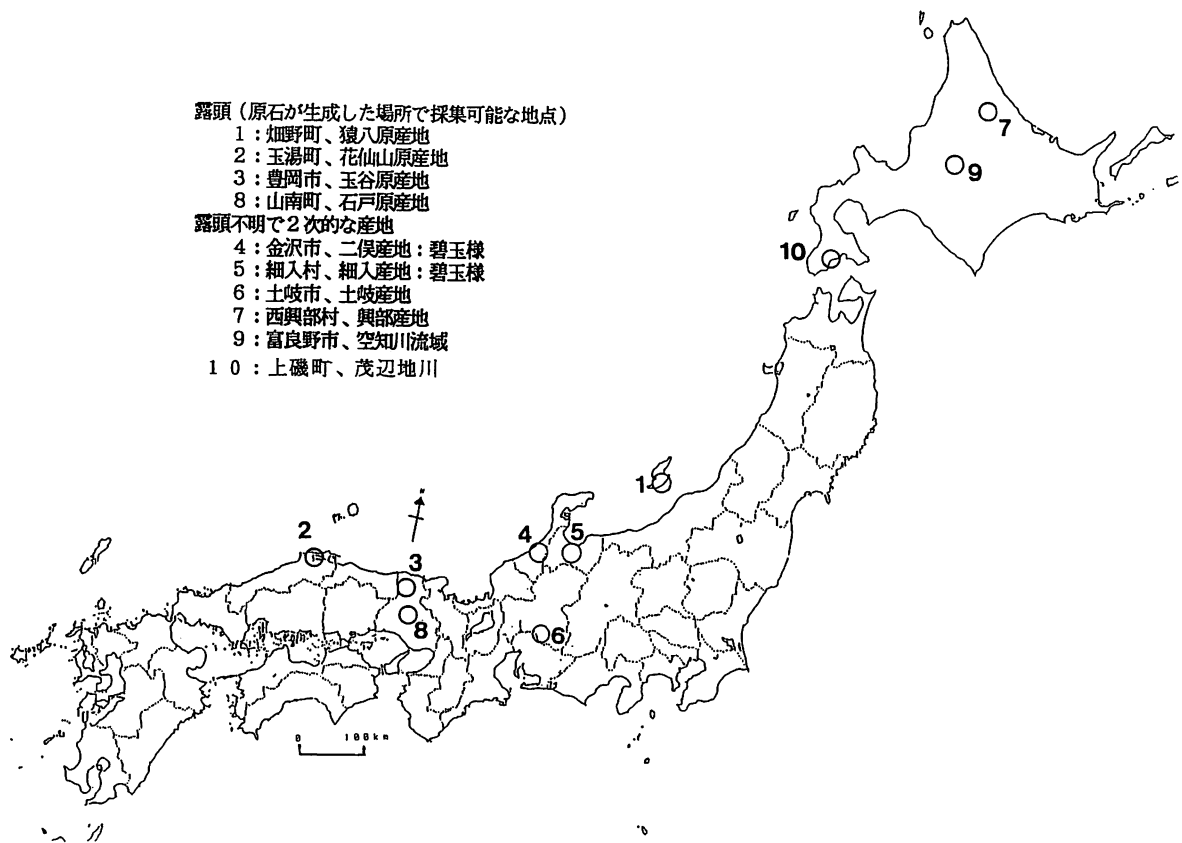 露頭(原石が生成した場所で採集可能な地点)
1:畑野町、猿八原産地
2:玉湯町、花仙山原産地
3:豊岡市、玉谷原産地
8:山南町、石戸原産地
露頭不明で2次的な産地
4:金沢市、二俣産地:碧玉様
5:細入村、細入産地:碧玉様
6:土岐市、土岐産地
7:西興部村、興部産地
9:富良野市、空知川流域
10:上磯町、茂辺地川
7
9
10
1
2
4
5
3
8
6
0 100km